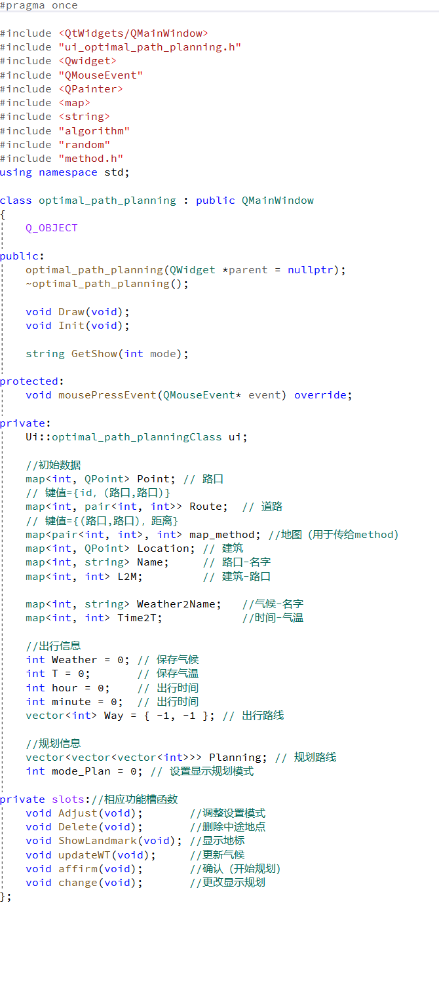 #pragma once
#include <QtWidgets/QMainWindow>
#include "ui_optimal_path_planning.h"
#include <Qwidget>
#include "QMouseEvent"
#include <QPainter>
#include <map>
#include <string>
#include "algorithm"
#include "random"
#include "method.h"
using namespace std;
class optimal_path_planning : public QMainWindow
{
    Q_OBJECT
public:
    optimal_path_planning(QWidget *parent = nullptr);
    ~optimal_path_planning();
    void Draw(void);
    void Init(void);
    string GetShow(int mode);
protected:
    void mousePressEvent(QMouseEvent* event) override;
private:
    Ui::optimal_path_planningClass ui;
    //初始数据
    map<int, QPoint> Point; // 路口
    // 键值={id，(路口,路口)}
    map<int, pair<int, int>> Route;  // 道路
    // 键值={(路口,路口)，距离}
    map<pair<int, int>, int> map_method; //地图（用于传给method）
    map<int, QPoint> Location; // 建筑
    map<int, string> Name;     // 路口-名字
    map<int, int> L2M;         // 建筑-路口
    map<int, string> Weather2Name;   //气候-名字
    map<int, int> Time2T;            //时间-气温
    //出行信息
    int Weather = 0; // 保存气候
    int T = 0;       // 保存气温
    int hour = 0;    // 出行时间
    int minute = 0;  // 出行时间
    vector<int> Way = { -1, -1 }; // 出行路线
    //规划信息
    vector<vector<vector<int>>> Planning; // 规划路线
    int mode_Plan = 0; // 设置显示规划模式
private slots://相应功能槽函数
    void Adjust(void);       //调整设置模式
    void Delete(void);       //删除中途地点
    void ShowLandmark(void); //显示地标
    void updateWT(void);     //更新气候
    void affirm(void);       //确认（开始规划）
    void change(void);       //更改显示规划
};